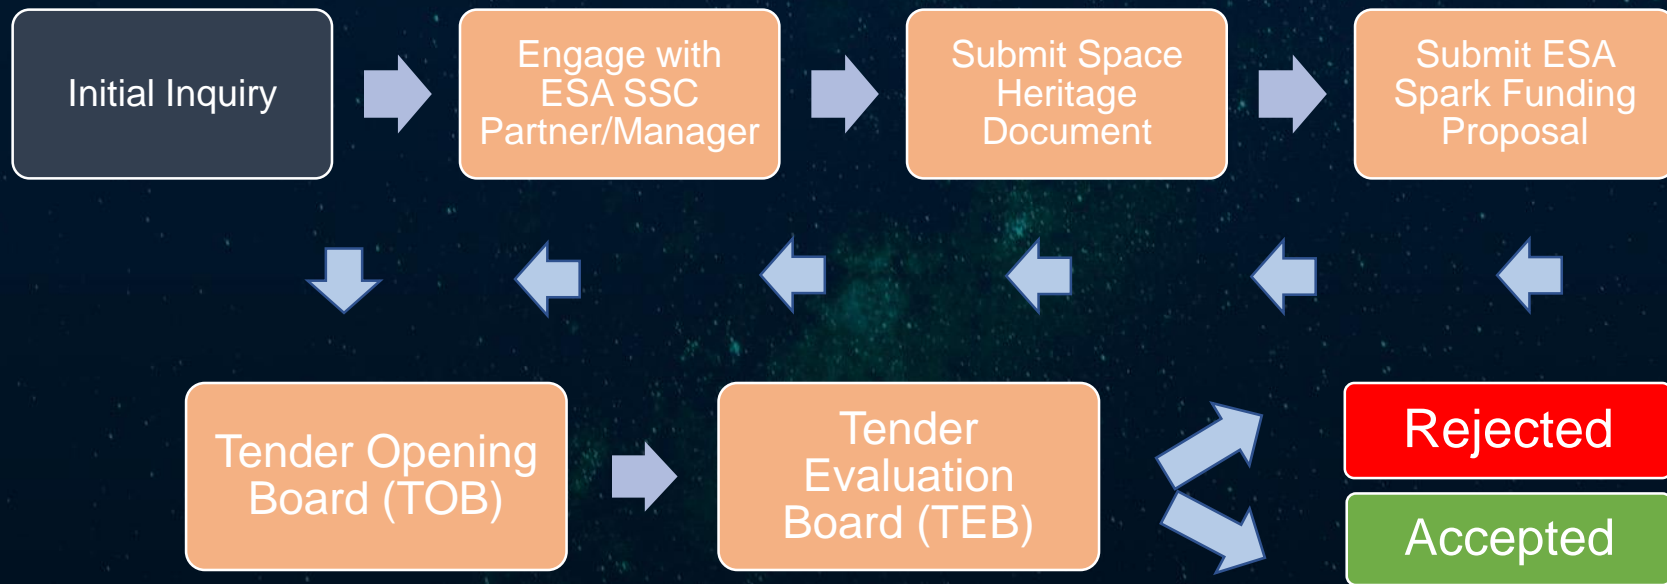 Initial Inquiry
Engage with
ESA SSC
Partner/Manager
Submit Space
Heritage
Document
Submit ESA
Spark Funding
Proposal
Tender Opening
Board (TOB)
Tender
Evaluation
Board (TEB)
Rejected
Accepted